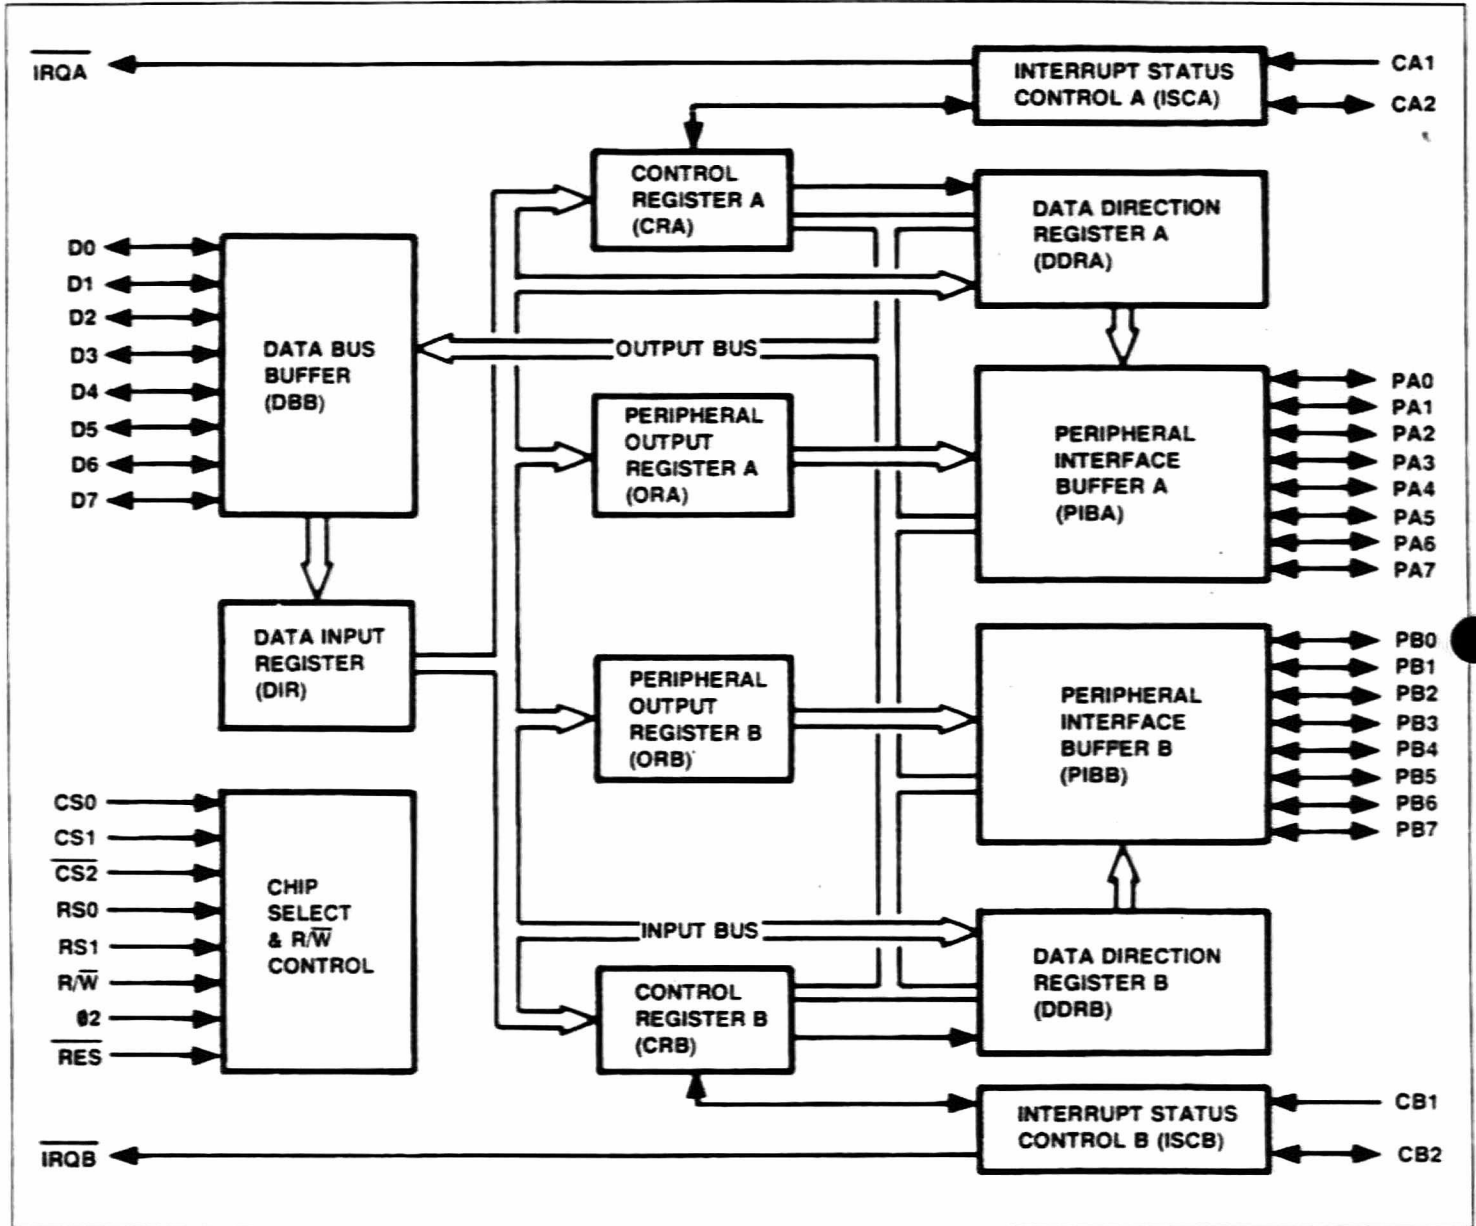 IRQA
INTERRUPT STATUS
CONTROL A (ISCA)
CA1
CA2
CONTROL
REGISTER A
(CRA)
DATA DIRECTION
REGISTER A
(DDRA)
D0
D1
D2
D3
D4
D5
D6
D7
DATA BUS
BUFFER
(DBB)
OUTPUT BUS
PERIPHERAL
OUTPUT
REGISTER A
(ORA)
PERIPHERAL
INTERFACE
BUFFER A
(PIBA)
PA0
PA1
PA2
PA3
PA4
PA5
PA6
PA7
DATA INPUT
REGISTER
(DIR)
PERIPHERAL
OUTPUT
REGISTER B
(ORB)
PERIPHERAL
INTERFACE
BUFFER B
(PIBB)
PB0
PB1
PB2
PB3
PB4
PB5
PB6
PB7
CS0
CS1
CS2
RS0
RS1
R/W
ø2
RES
CHIP
SELECT
& R/W
CONTROL
INPUT BUS
CONTROL
REGISTER B
(CRB)
DATA DIRECTION
REGISTER B
(DDRB)
INTERRUPT STATUS
CONTROL B (ISCB)
CB1
CB2
IRQB